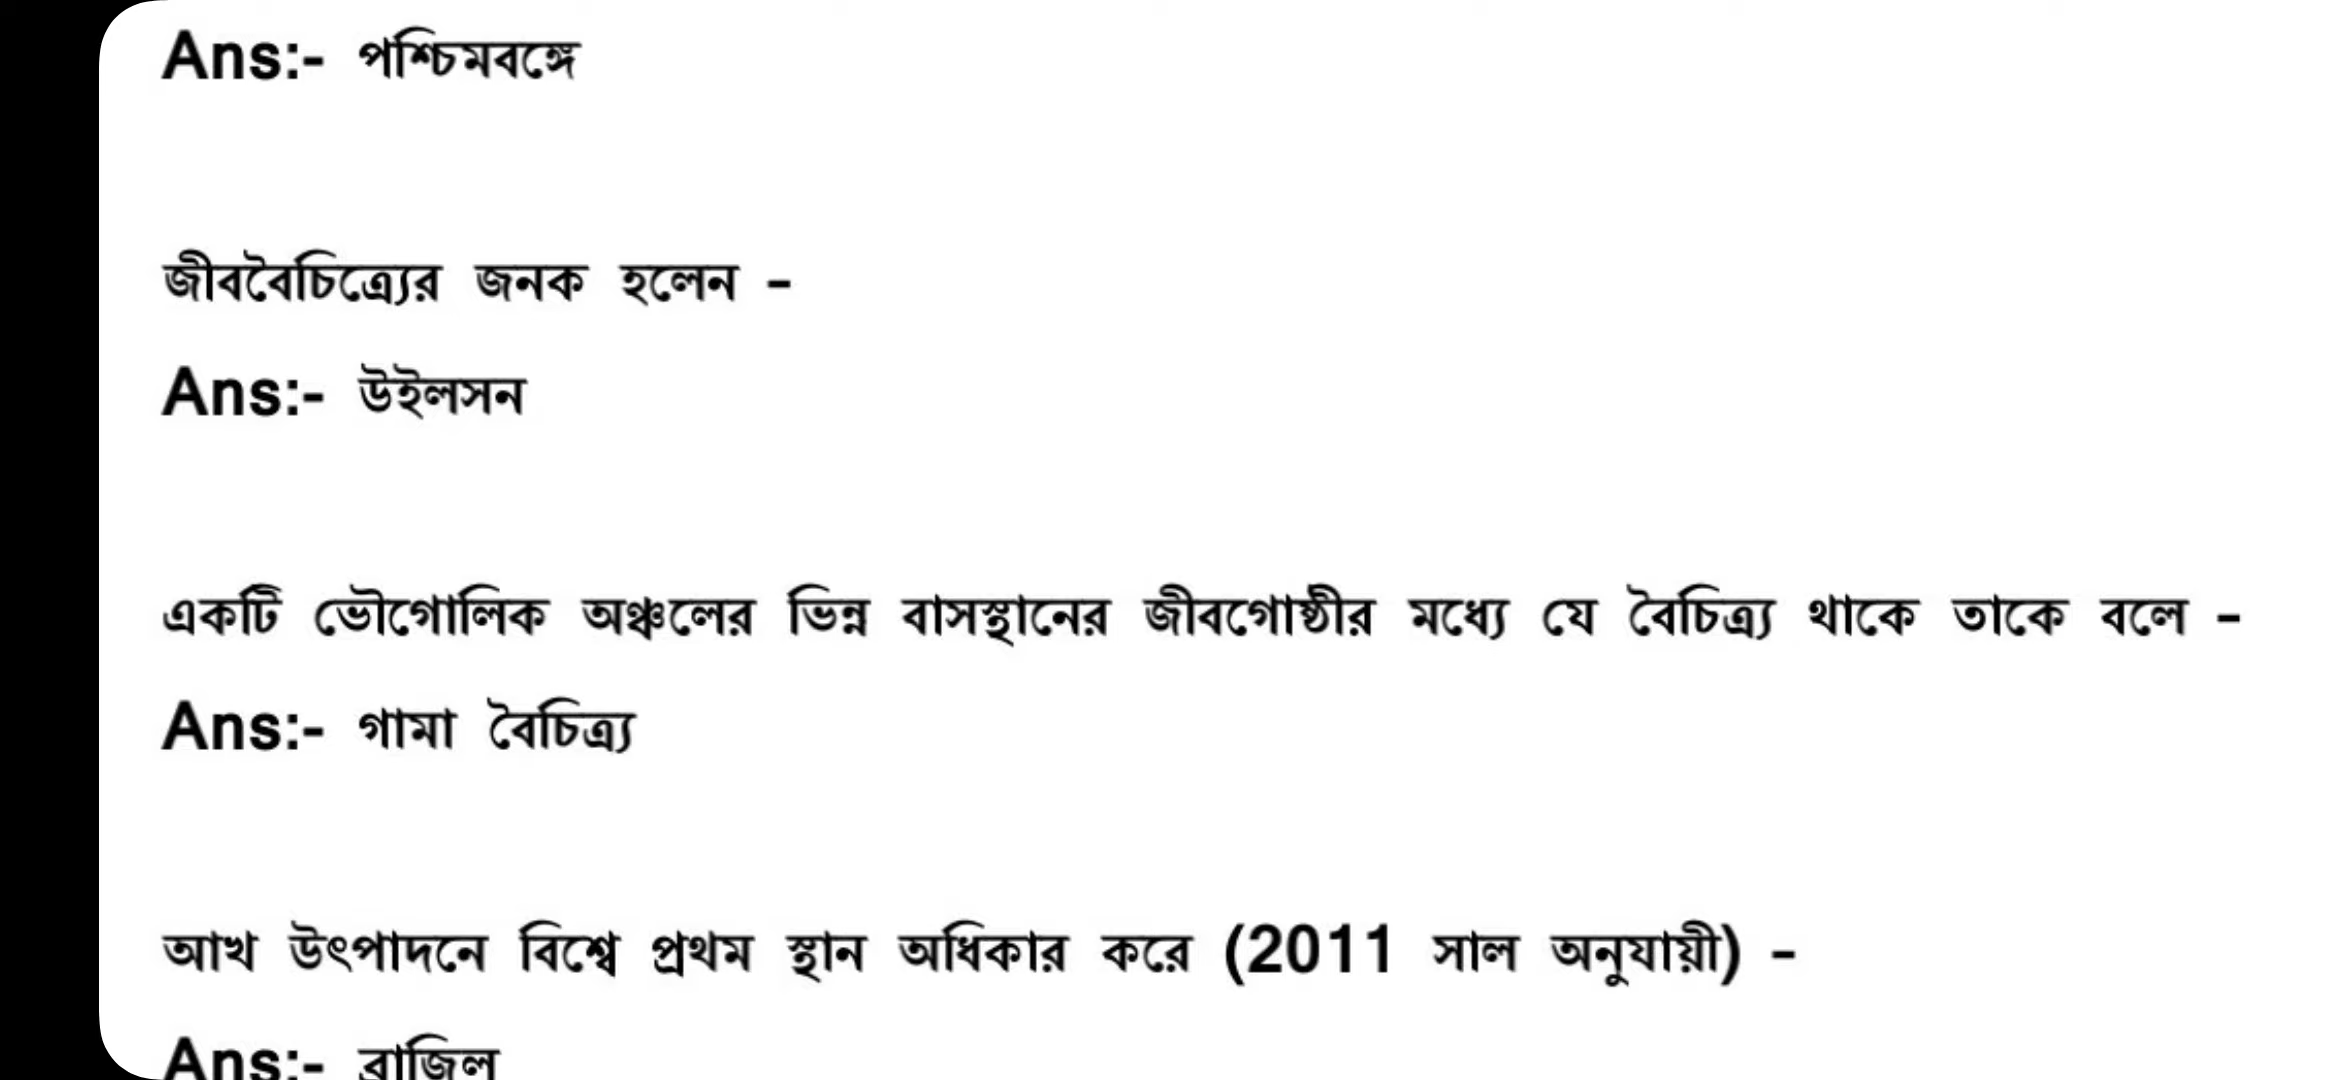 Ans:- পশ্চিমবঙ্গে
জীববৈচিত্র্যের জনক হলেন -
Ans:- উইলসন
একটি ভৌগোলিক অঞ্চলের ভিন্ন বাসস্থানের জীবগোষ্ঠীর মধ্যে যে বৈচিত্র্য থাকে তাকে বলে -
Ans:- গামা বৈচিত্র্য
আখ উৎপাদনে বিশ্বে প্রথম স্থান অধিকার করে (2011 সাল অনুযায়ী) -
Ans:- ব্রাজিল